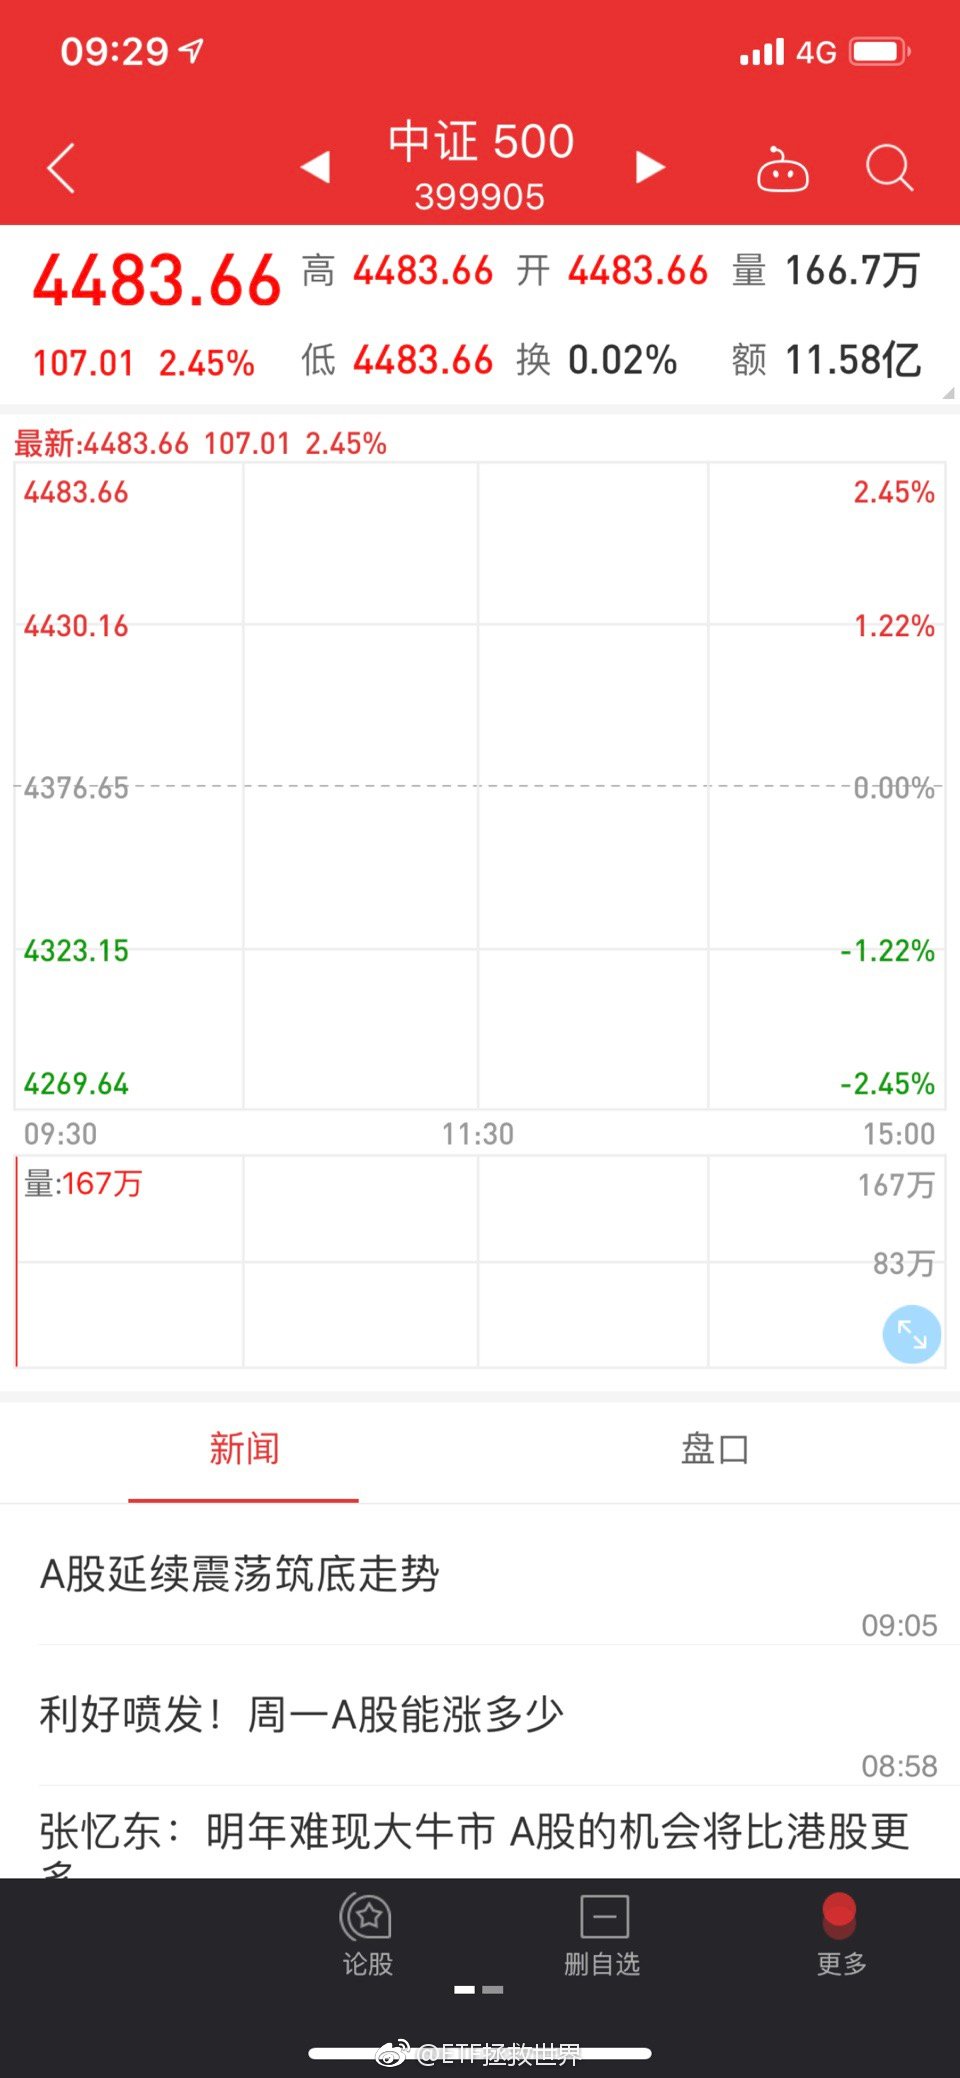 09:29 4G
中证 500
399905
4483.66 高 4483.66 开 4483.66 量 166.7万
107.01 2.45% 低 4483.66 换 0.02% 额 11.58亿
最新:4483.66 107.01 2.45%
4483.66 2.45%
4430.16 1.22%
4376.65 0.00%
4323.15 -1.22%
4269.64 -2.45%
09:30 11:30 15:00
量:167万 167万
83万
新闻 盘口
A股延续震荡筑底走势
09:05
利好喷发！周一A股能涨多少
08:58
张忆东：明年难现大牛市 A股的机会将比港股更
多
论股 删自选 更多
@ETF拯救世界